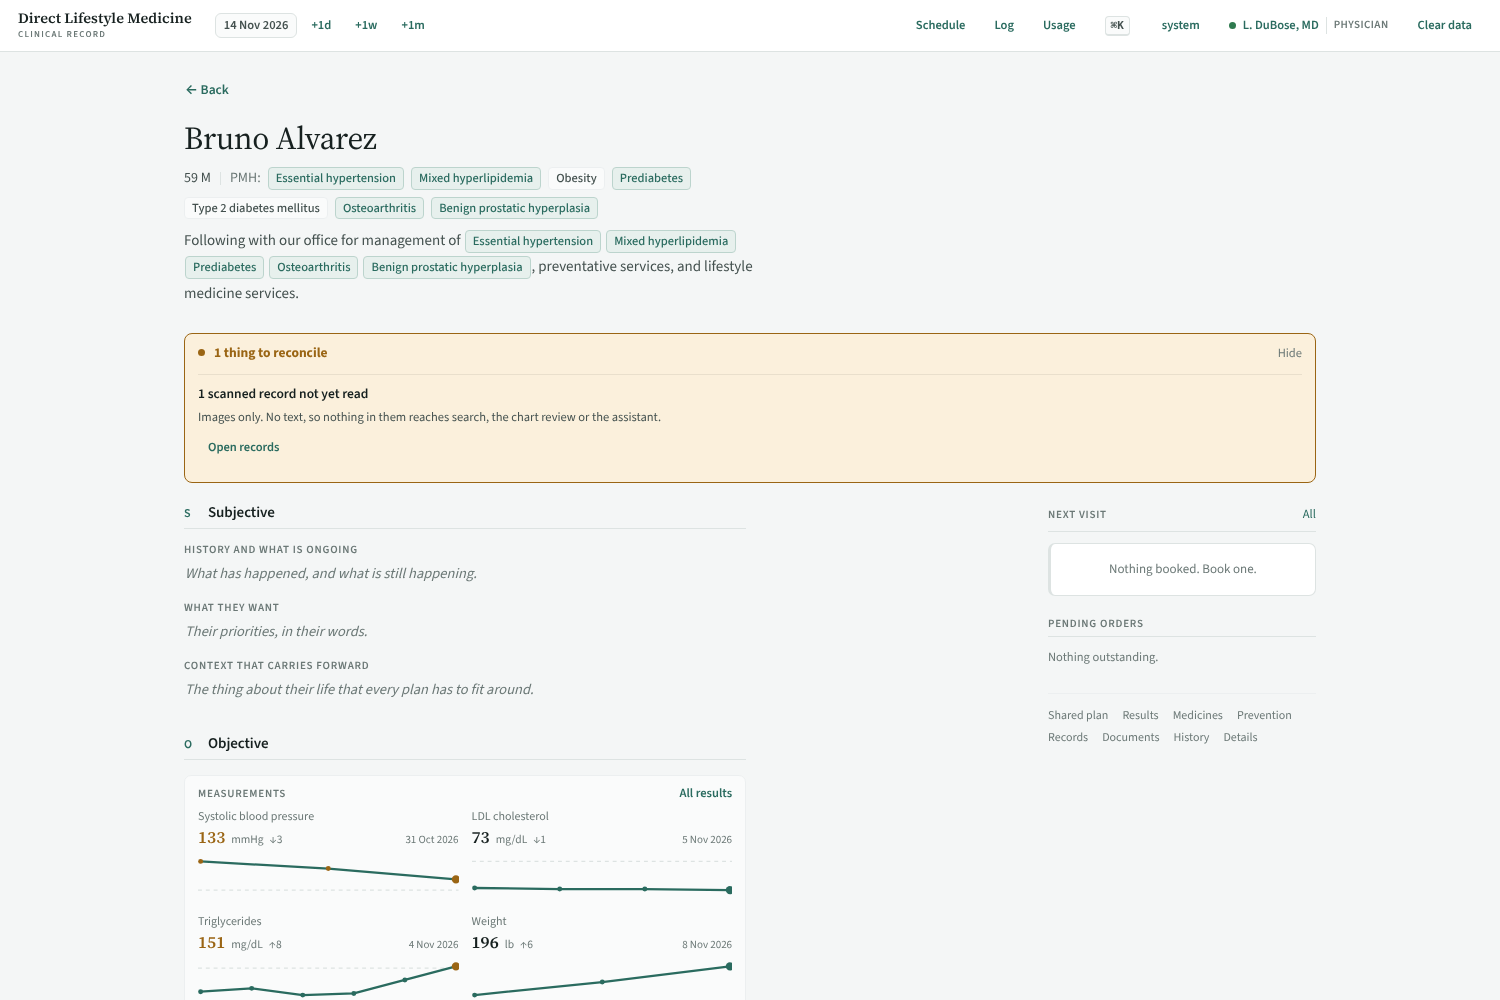 Direct Lifestyle Medicine
CLINICAL RECORD
14 Nov 2026 +1d +1w +1m
Schedule Log Usage ⌘K system L. DuBose, MD PHYSICIAN Clear data
← Back
Bruno Alvarez
59 M PMH: Essential hypertension Mixed hyperlipidemia Obesity Prediabetes
Type 2 diabetes mellitus Osteoarthritis Benign prostatic hyperplasia
Following with our office for management of Essential hypertension Mixed hyperlipidemia
Prediabetes Osteoarthritis Benign prostatic hyperplasia , preventative services, and lifestyle
medicine services.
1 thing to reconcile Hide
1 scanned record not yet read
Images only. No text, so nothing in them reaches search, the chart review or the assistant.
Open records
S Subjective
HISTORY AND WHAT IS ONGOING
What has happened, and what is still happening.
WHAT THEY WANT
Their priorities, in their words.
CONTEXT THAT CARRIES FORWARD
The thing about their life that every plan has to fit around.
O Objective
MEASUREMENTS All results
Systolic blood pressure
133 mmHg ↓3 31 Oct 2026
LDL cholesterol
73 mg/dL ↓1 5 Nov 2026
Triglycerides
151 mg/dL ↑8 4 Nov 2026
Weight
196 lb ↑6 8 Nov 2026
NEXT VISIT All
Nothing booked. Book one.
PENDING ORDERS
Nothing outstanding.
Shared plan Results Medicines Prevention
Records Documents History Details